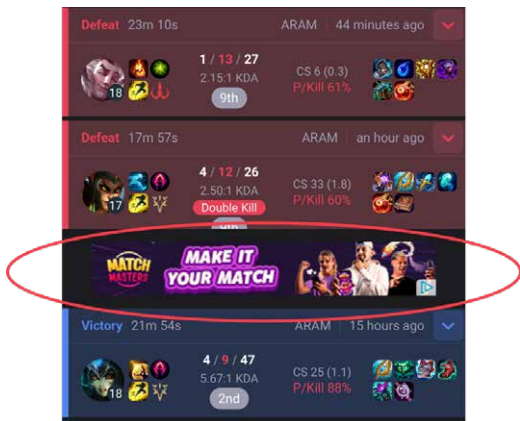 Defeat 23m 10s ARAM 44 minutes ago
1 / 13 / 27
2.15:1 KDA
9th
CS 6 (0.3)
P/Kill 61%
18
Defeat 17m 57s ARAM an hour ago
4 / 12 / 26
2.50:1 KDA
Double Kill
CS 33 (1.8)
P/Kill 60%
17
MATCH
MASTERS
MAKE IT
YOUR MATCH
Victory 21m 54s ARAM 15 hours ago
4 / 9 / 47
5.67:1 KDA
2nd
CS 25 (1.1)
P/Kill 88%
18